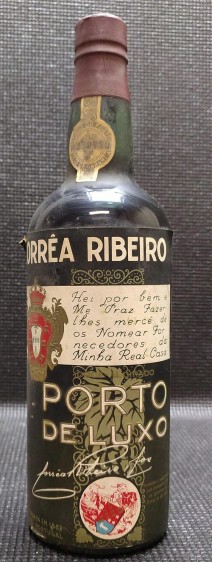 ORRÊA RIBEIRO
Hei por bem e
Me Praz Fazer
lhes mercê de
os Nomear For
necedores da
Minha Real Casa
PORTO
DE LUXO